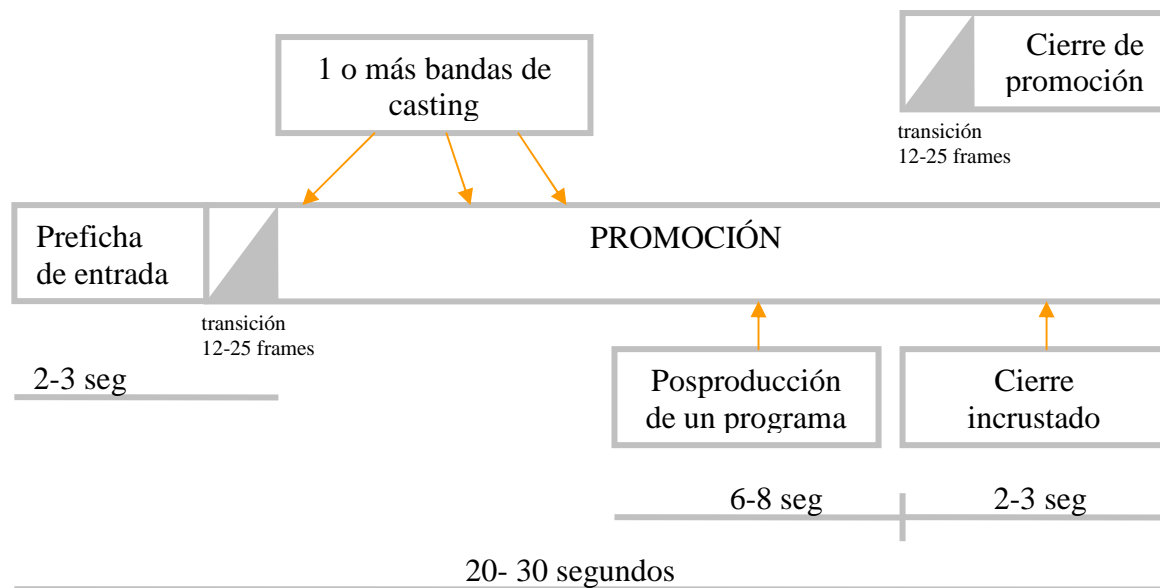 1 o más bandas de
casting
Cierre de
promoción
transición
12-25 frames
Preficha
de entrada
PROMOCIÓN
transición
12-25 frames
2-3 seg
Posproducción
de un programa
Cierre
incrustado
6-8 seg
2-3 seg
20- 30 segundos